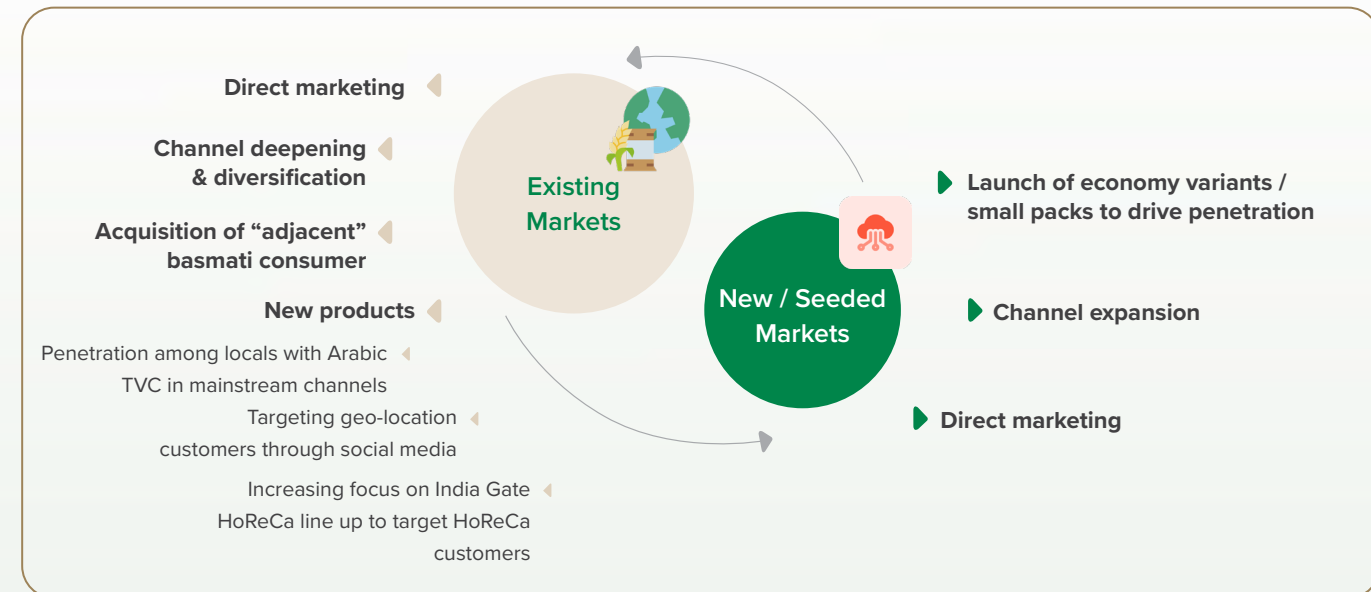 Direct marketing
Channel deepening
& diversification
Acquisition of “adjacent”
basmati consumer
New products
Penetration among locals with Arabic
TVC in mainstream channels
Targeting geo-location
customers through social media
Increasing focus on India Gate
HoReCa line up to target HoReCa
customers
Existing
Markets
New / Seeded
Markets
Launch of economy variants /
small packs to drive penetration
Channel expansion
Direct marketing